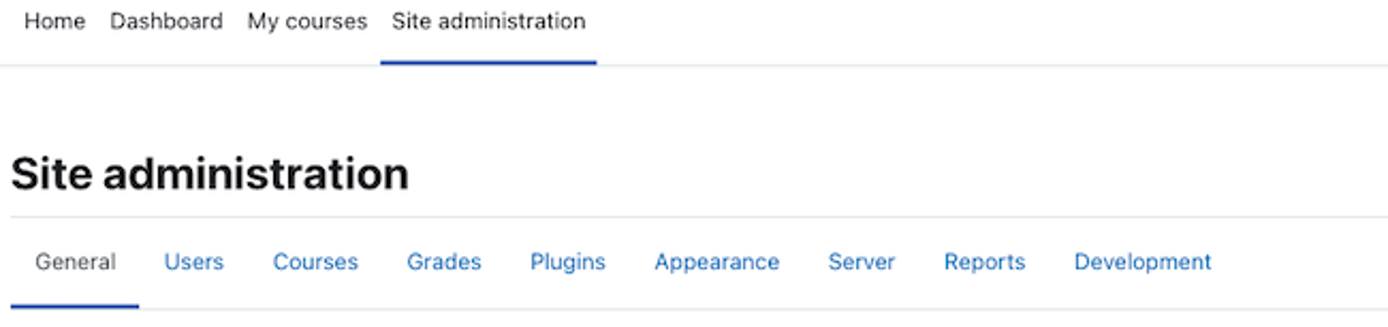 Home Dashboard My courses Site administration
Site administration
General Users Courses Grades Plugins Appearance Server Reports Development